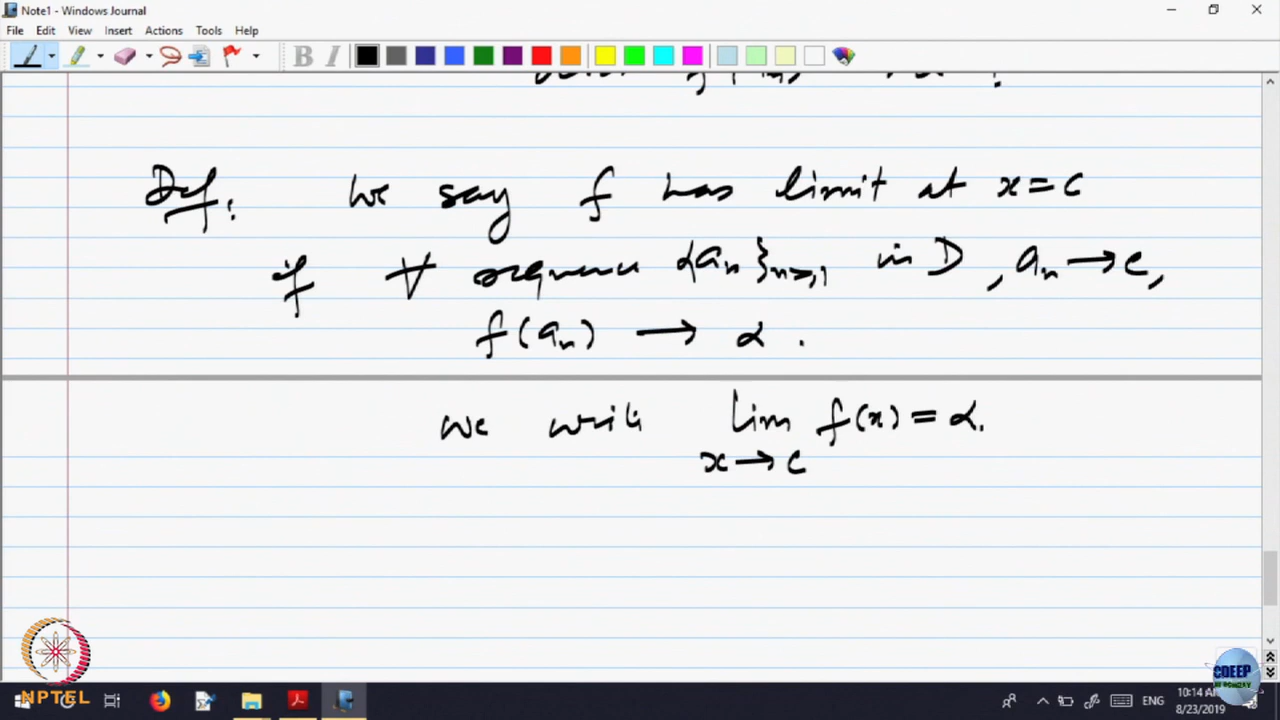 Note1 - Windows Journal
File Edit View Insert Actions Tools Help
Def: We say f has limit at x=c
if ∀ sequence {aₙ}ₙ≥₁ in D, aₙ → c,
f(aₙ) → α.
we write lim f(x) = α.
x → c
NPTEL
CDEEP
ENG
10:14 A
8/23/2019